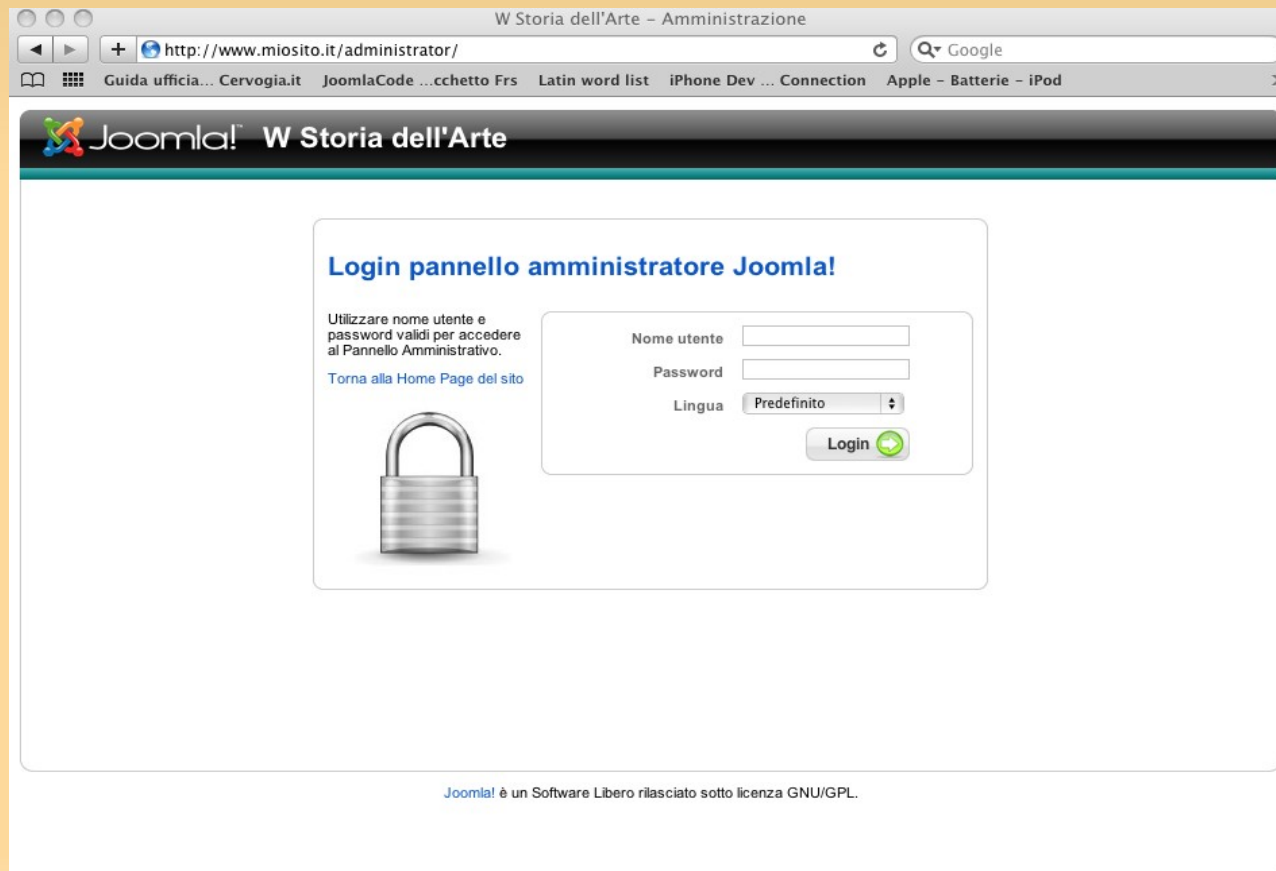 W Storia dell'Arte – Amministrazione
http://www.miosito.it/administrator/
Google
Guida ufficia... Cervogia.it JoomlaCode ...cchetto Frs Latin word list iPhone Dev ... Connection Apple – Batterie – iPod
Joomla!™ W Storia dell'Arte
Login pannello amministratore Joomla!
Utilizzare nome utente e
password validi per accedere
al Pannello Amministrativo.
Torna alla Home Page del sito
Nome utente
Password
Lingua Predefinito
Login
Joomla! è un Software Libero rilasciato sotto licenza GNU/GPL.